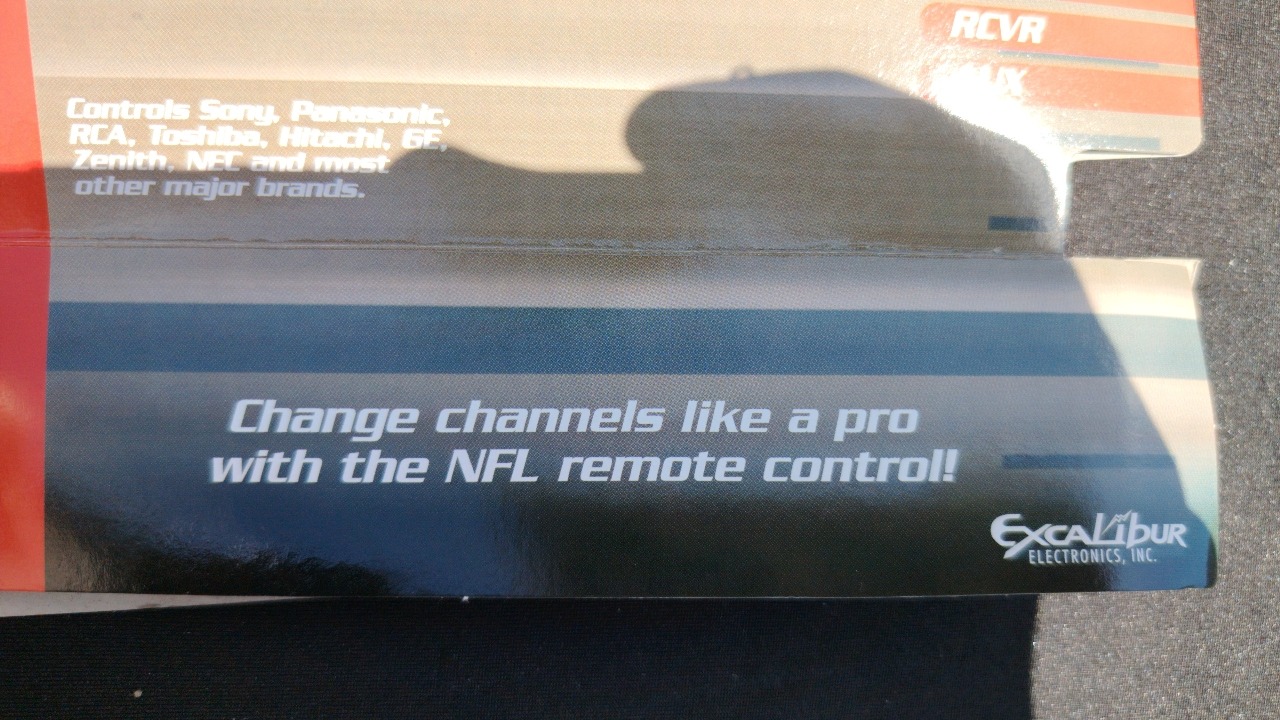 RCVR
AUX
Controls Sony, Panasonic,
RCA, Toshiba, Hitachi, GE,
Zenith, NEC and most
other major brands.
Change channels like a pro
with the NFL remote control!
EXCALIBUR
ELECTRONICS, INC.